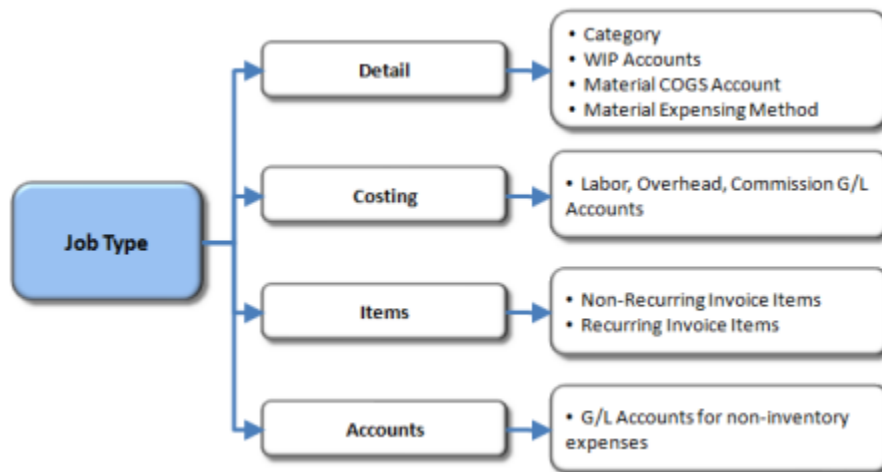 Job Type
Detail
• Category
• WIP Accounts
• Material COGS Account
• Material Expensing Method
Costing
• Labor, Overhead, Commission G/L
Accounts
Items
• Non-Recurring Invoice Items
• Recurring Invoice Items
Accounts
• G/L Accounts for non-inventory
expenses